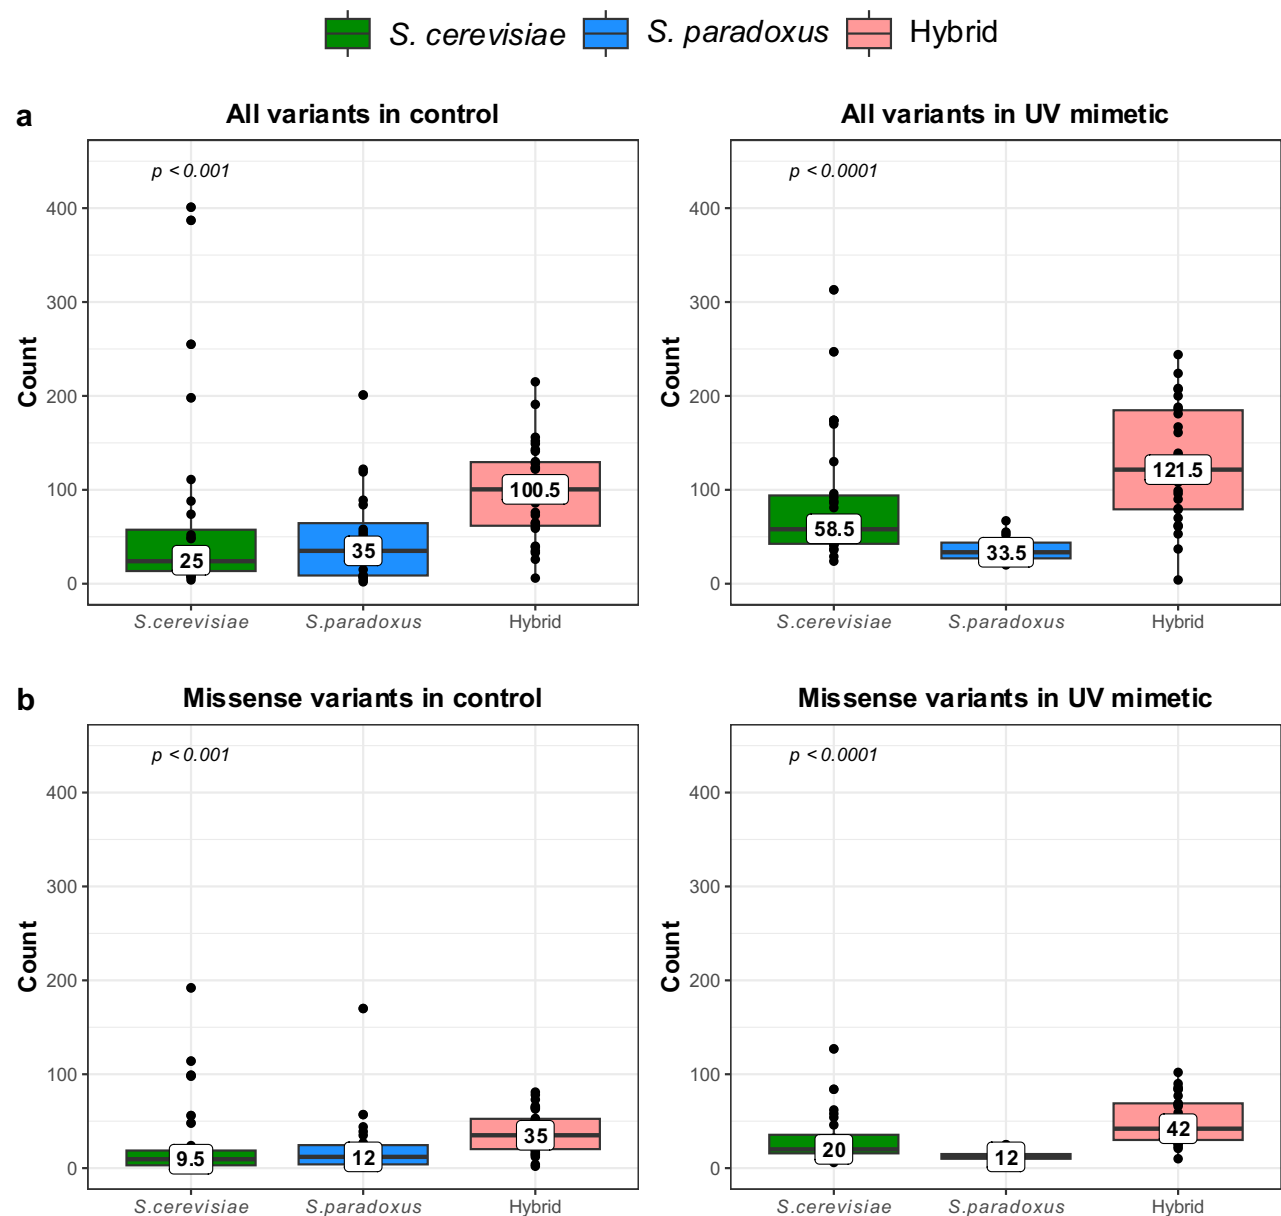 S. cerevisiae S. paradoxus Hybrid
a
All variants in control
p < 0.001
Count
400
300
200
100
0
25
35
100.5
S.cerevisiae S.paradoxus Hybrid
All variants in UV mimetic
p < 0.0001
Count
400
300
200
100
0
58.5
33.5
121.5
S.cerevisiae S.paradoxus Hybrid
b
Missense variants in control
p < 0.001
Count
400
300
200
100
0
9.5
12
35
S.cerevisiae S.paradoxus Hybrid
Missense variants in UV mimetic
p < 0.0001
Count
400
300
200
100
0
20
12
42
S.cerevisiae S.paradoxus Hybrid